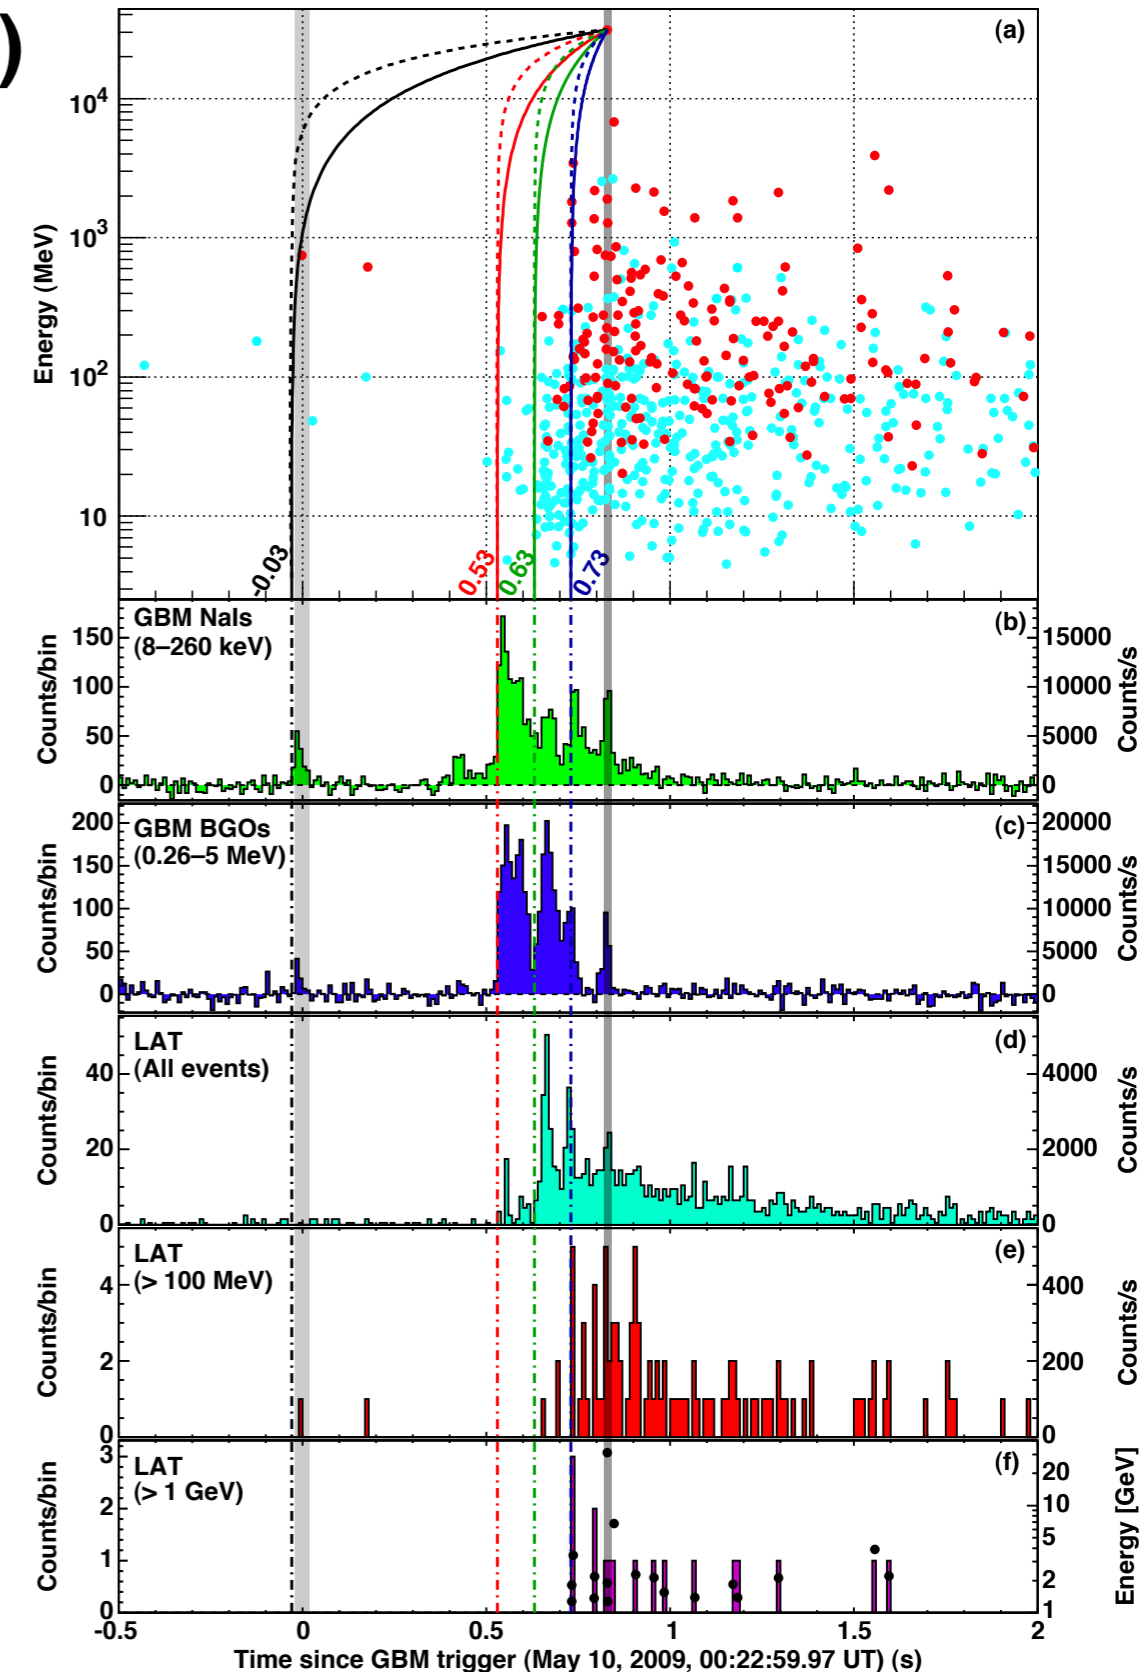 )
(a)
10⁴
10³
10²
10
Energy (MeV)
-0.03
0.53
0.63
0.73
GBM NaIs
(8–260 keV)
(b)
150
100
50
0
Counts/bin
15000
10000
5000
0
Counts/s
GBM BGOs
(0.26–5 MeV)
(c)
200
150
100
50
0
Counts/bin
20000
15000
10000
5000
0
Counts/s
LAT
(All events)
(d)
40
20
0
Counts/bin
4000
2000
0
Counts/s
LAT
(> 100 MeV)
(e)
4
2
0
Counts/bin
400
200
0
Counts/s
LAT
(> 1 GeV)
(f)
3
2
1
0
Counts/bin
20
10
5
2
1
Energy [GeV]
-0.5 0 0.5 1 1.5 2
Time since GBM trigger (May 10, 2009, 00:22:59.97 UT) (s)